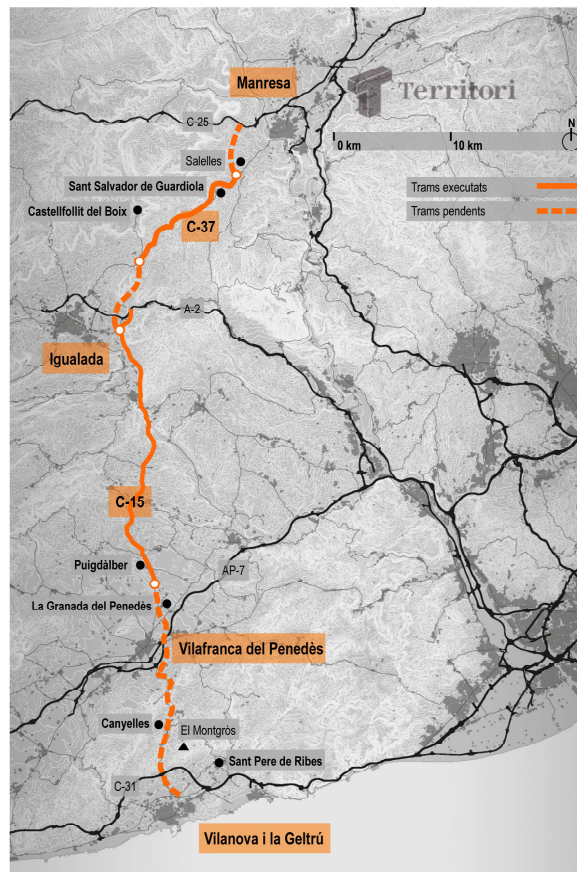 Manresa
Territori
C-25
N
0 km
10 km
Salelles
Sant Salvador de Guardiola
Trams executats
Castellfollit del Boix
Trams pendents
C-37
A-2
Igualada
C-15
Puigdàlber
AP-7
La Granada del Penedès
Vilafranca del Penedès
Canyelles
El Montgròs
Sant Pere de Ribes
C-31
Vilanova i la Geltrú